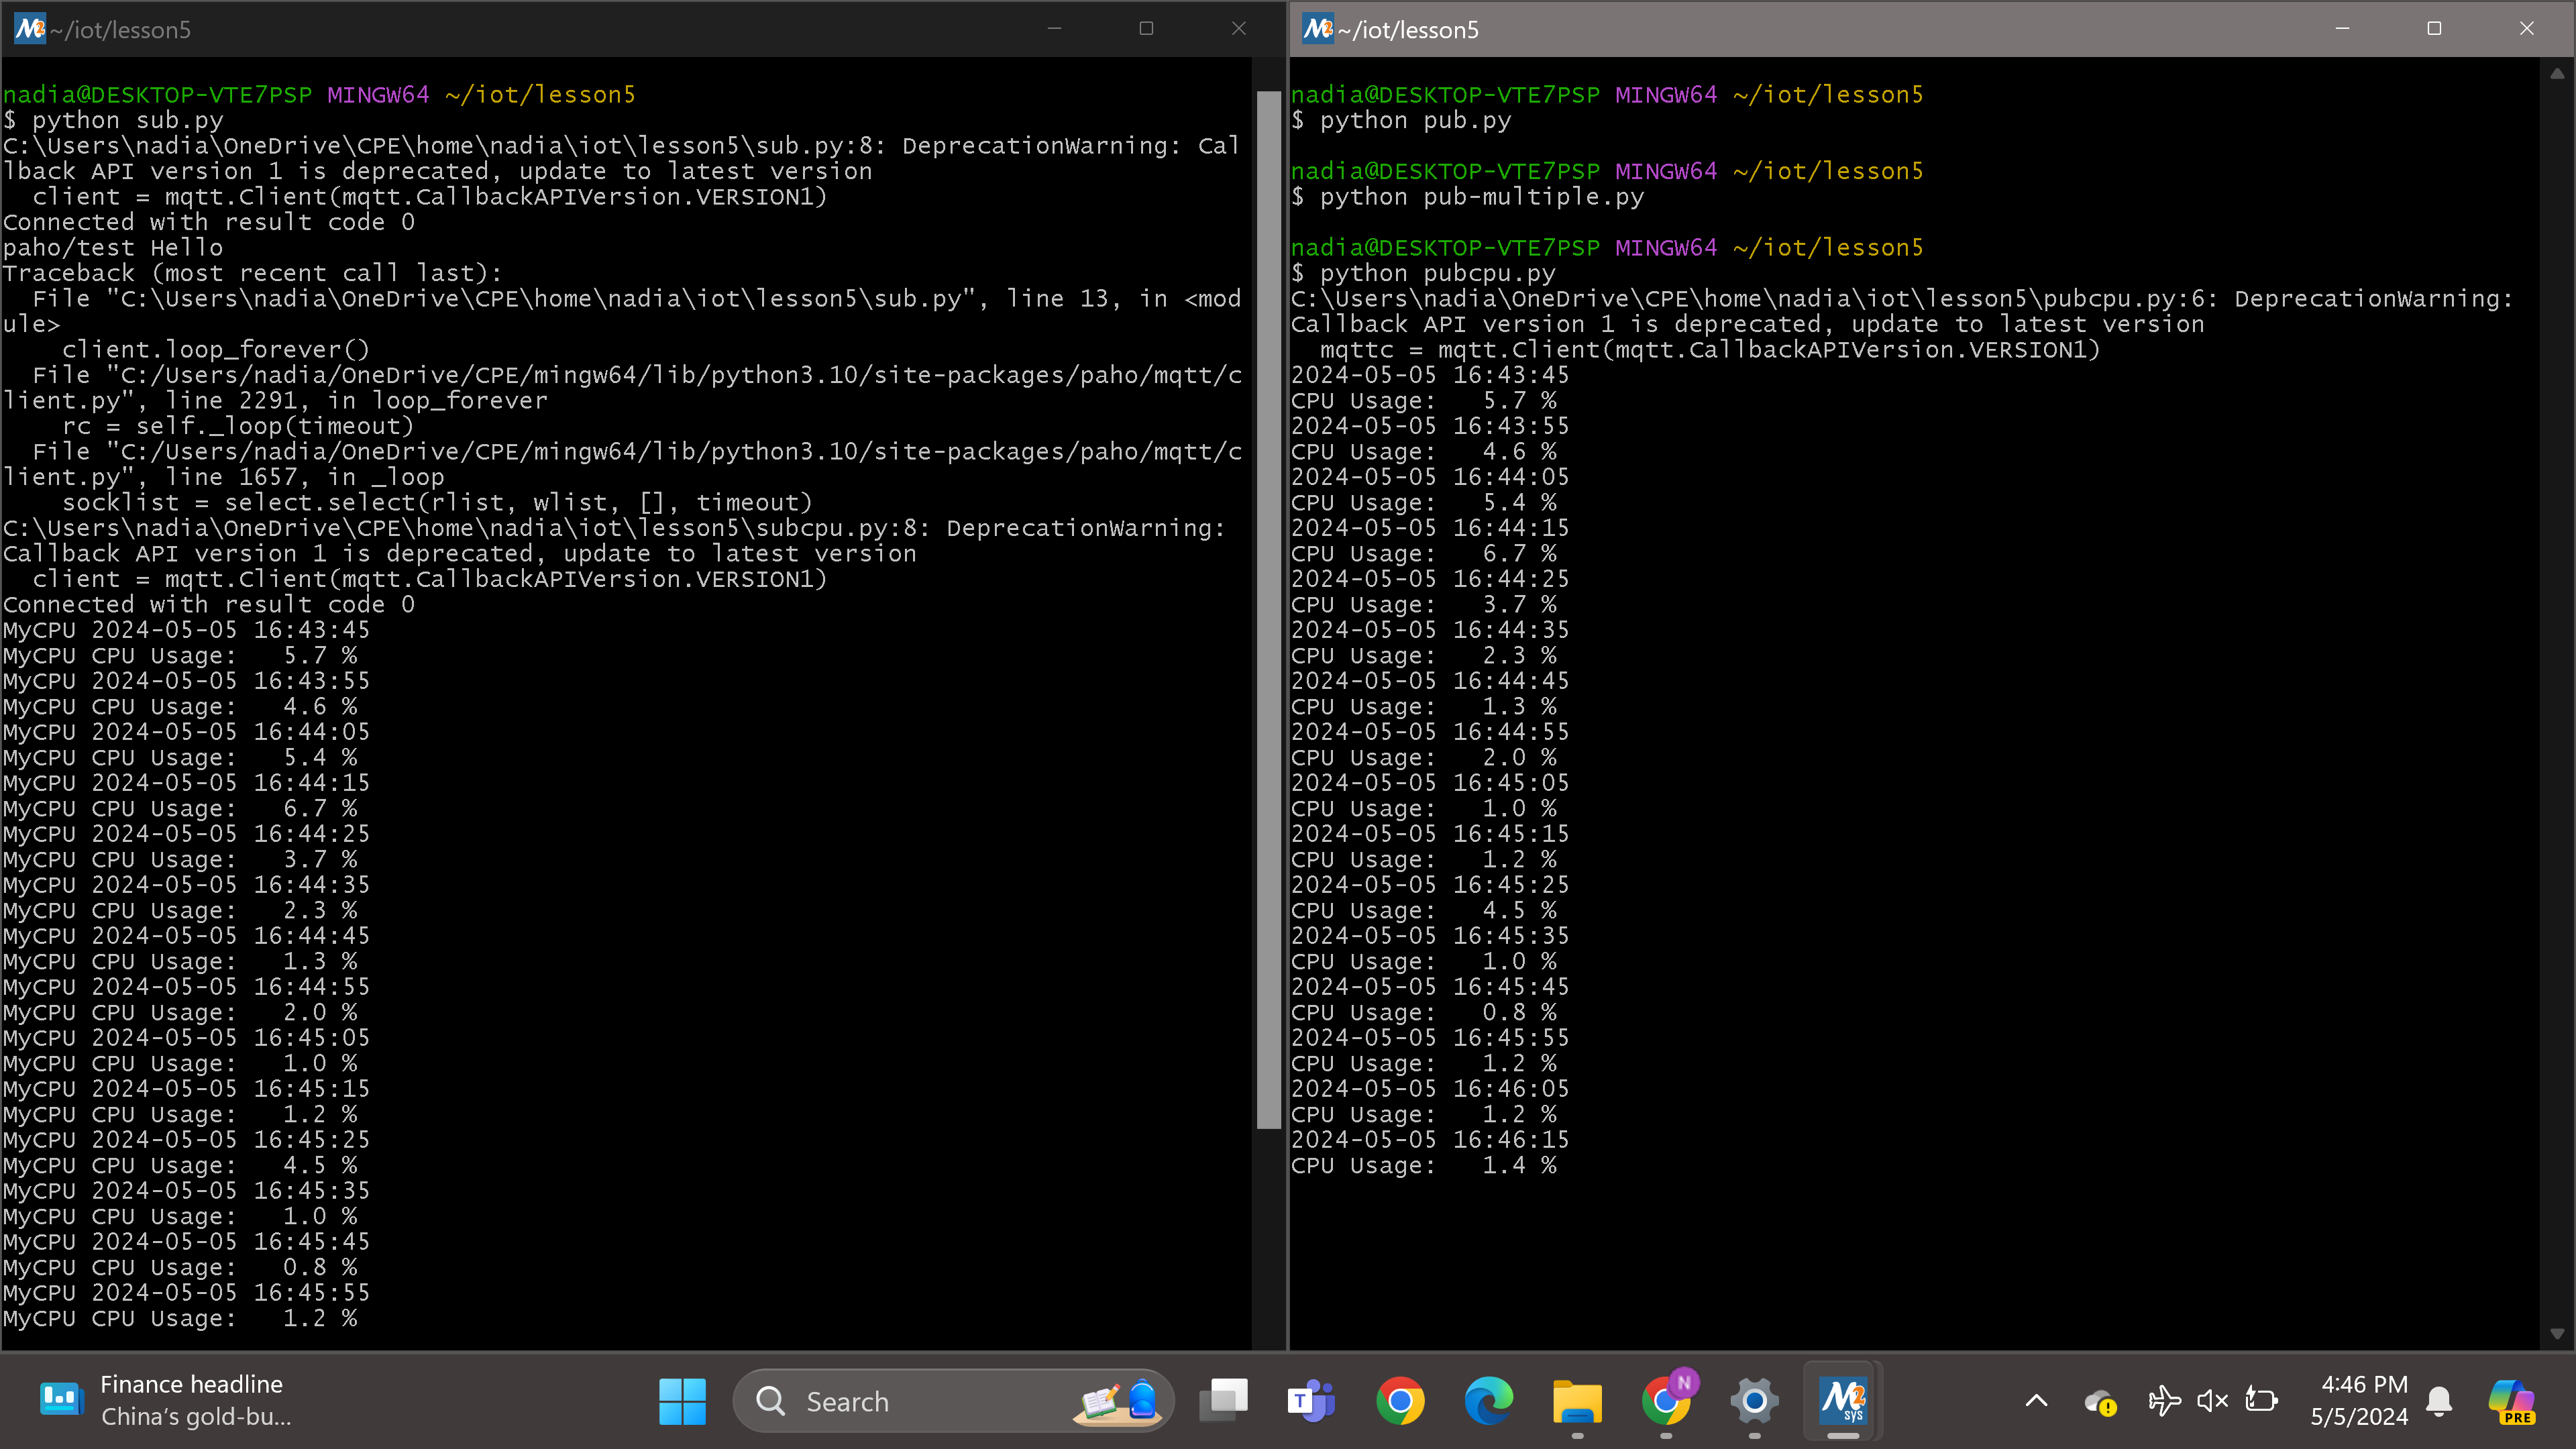 ~/iot/lesson5
nadia@DESKTOP-VTE7PSP MINGW64 ~/iot/lesson5
$ python sub.py
C:\Users\nadia\OneDrive\CPE\home\nadia\iot\lesson5\sub.py:8: DeprecationWarning: Cal
lback API version 1 is deprecated, update to latest version
  client = mqtt.Client(mqtt.CallbackAPIVersion.VERSION1)
Connected with result code 0
paho/test Hello
Traceback (most recent call last):
  File "C:\Users\nadia\OneDrive\CPE\home\nadia\iot\lesson5\sub.py", line 13, in <mod
ule>
    client.loop_forever()
  File "C:/Users/nadia/OneDrive/CPE/mingw64/lib/python3.10/site-packages/paho/mqtt/c
lient.py", line 2291, in loop_forever
    rc = self._loop(timeout)
  File "C:/Users/nadia/OneDrive/CPE/mingw64/lib/python3.10/site-packages/paho/mqtt/c
lient.py", line 1657, in _loop
    socklist = select.select(rlist, wlist, [], timeout)
C:\Users\nadia\OneDrive\CPE\home\nadia\iot\lesson5\subcpu.py:8: DeprecationWarning:
Callback API version 1 is deprecated, update to latest version
  client = mqtt.Client(mqtt.CallbackAPIVersion.VERSION1)
Connected with result code 0
MyCPU 2024-05-05 16:43:45
MyCPU CPU Usage:   5.7 %
MyCPU 2024-05-05 16:43:55
MyCPU CPU Usage:   4.6 %
MyCPU 2024-05-05 16:44:05
MyCPU CPU Usage:   5.4 %
MyCPU 2024-05-05 16:44:15
MyCPU CPU Usage:   6.7 %
MyCPU 2024-05-05 16:44:25
MyCPU CPU Usage:   3.7 %
MyCPU 2024-05-05 16:44:35
MyCPU CPU Usage:   2.3 %
MyCPU 2024-05-05 16:44:45
MyCPU CPU Usage:   1.3 %
MyCPU 2024-05-05 16:44:55
MyCPU CPU Usage:   2.0 %
MyCPU 2024-05-05 16:45:05
MyCPU CPU Usage:   1.0 %
MyCPU 2024-05-05 16:45:15
MyCPU CPU Usage:   1.2 %
MyCPU 2024-05-05 16:45:25
MyCPU CPU Usage:   4.5 %
MyCPU 2024-05-05 16:45:35
MyCPU CPU Usage:   1.0 %
MyCPU 2024-05-05 16:45:45
MyCPU CPU Usage:   0.8 %
MyCPU 2024-05-05 16:45:55
MyCPU CPU Usage:   1.2 %
~/iot/lesson5
nadia@DESKTOP-VTE7PSP MINGW64 ~/iot/lesson5
$ python pub.py
nadia@DESKTOP-VTE7PSP MINGW64 ~/iot/lesson5
$ python pub-multiple.py
nadia@DESKTOP-VTE7PSP MINGW64 ~/iot/lesson5
$ python pubcpu.py
C:\Users\nadia\OneDrive\CPE\home\nadia\iot\lesson5\pubcpu.py:6: DeprecationWarning:
Callback API version 1 is deprecated, update to latest version
  mqttc = mqtt.Client(mqtt.CallbackAPIVersion.VERSION1)
2024-05-05 16:43:45
CPU Usage:   5.7 %
2024-05-05 16:43:55
CPU Usage:   4.6 %
2024-05-05 16:44:05
CPU Usage:   5.4 %
2024-05-05 16:44:15
CPU Usage:   6.7 %
2024-05-05 16:44:25
CPU Usage:   3.7 %
2024-05-05 16:44:35
CPU Usage:   2.3 %
2024-05-05 16:44:45
CPU Usage:   1.3 %
2024-05-05 16:44:55
CPU Usage:   2.0 %
2024-05-05 16:45:05
CPU Usage:   1.0 %
2024-05-05 16:45:15
CPU Usage:   1.2 %
2024-05-05 16:45:25
CPU Usage:   4.5 %
2024-05-05 16:45:35
CPU Usage:   1.0 %
2024-05-05 16:45:45
CPU Usage:   0.8 %
2024-05-05 16:45:55
CPU Usage:   1.2 %
2024-05-05 16:46:05
CPU Usage:   1.2 %
2024-05-05 16:46:15
CPU Usage:   1.4 %
Finance headline
China's gold-bu...
Search
T
N
M2
sys
4:46 PM
5/5/2024
PRE